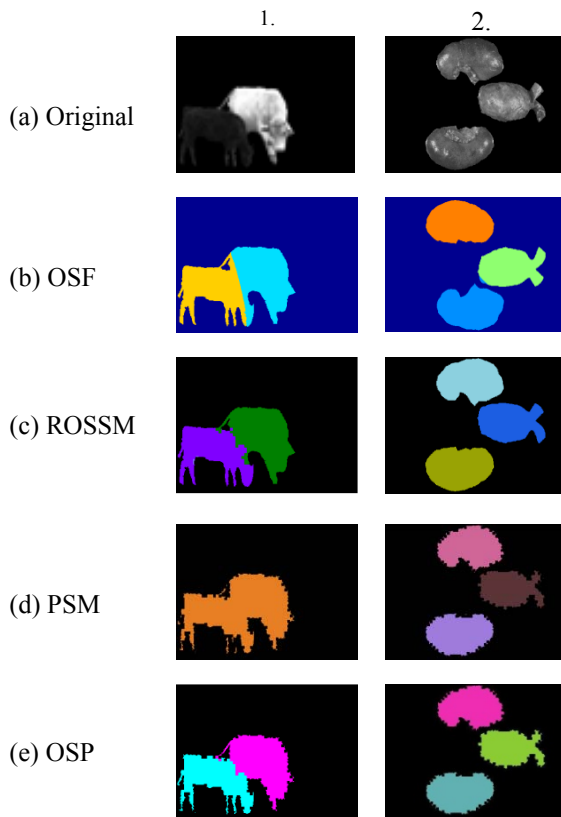 1. 2.
(a) Original
(b) OSF
(c) ROSSM
(d) PSM
(e) OSP